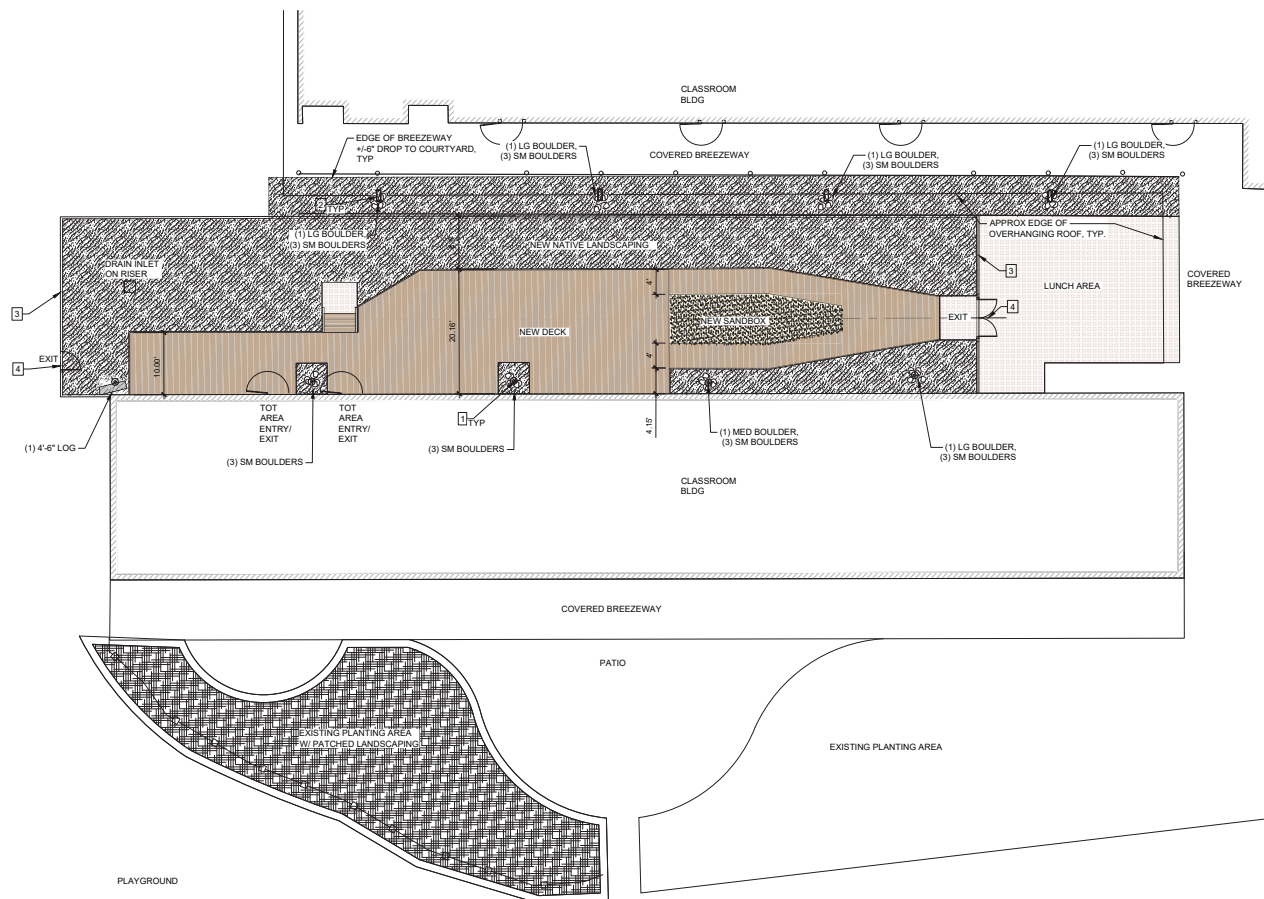 CLASSROOM
BLDG
EDGE OF BREEZEWAY
+/-6" DROP TO COURTYARD,
TYP
(1) LG BOULDER,
(3) SM BOULDERS
COVERED BREEZEWAY
(1) LG BOULDER,
(3) SM BOULDERS
(1) LG BOULDER,
(3) SM BOULDERS
2
TYP
(1) LG BOULDER,
(3) SM BOULDERS
NEW NATIVE LANDSCAPING
APPROX EDGE OF
OVERHANGING ROOF, TYP.
DRAIN INLET
ON RISER
3
LUNCH AREA
COVERED
BREEZEWAY
4'
3
NEW SANDBOX
EXIT
4
20.16'
NEW DECK
EXIT
4
10.00'
4'
TOT
AREA
ENTRY/
EXIT
TOT
AREA
ENTRY/
EXIT
1
TYP
4.15'
(1) 4'-6" LOG
(3) SM BOULDERS
(3) SM BOULDERS
(1) MED BOULDER,
(3) SM BOULDERS
(1) LG BOULDER,
(3) SM BOULDERS
CLASSROOM
BLDG
COVERED BREEZEWAY
PATIO
EXISTING PLANTING AREA
W/ PATCHED LANDSCAPING
EXISTING PLANTING AREA
PLAYGROUND